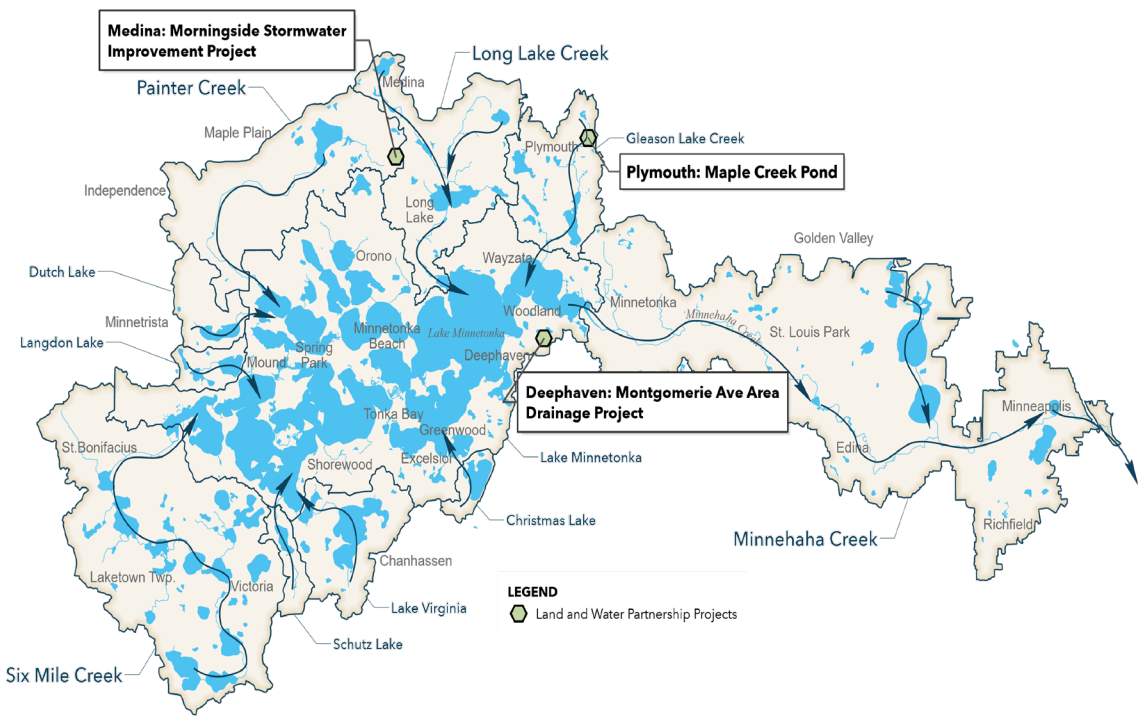 Medina: Morningside Stormwater
Improvement Project
Long Lake Creek
Medina
Painter Creek
Maple Plain
Gleason Lake Creek
Plymouth
Plymouth: Maple Creek Pond
Independence
Long
Lake
Golden Valley
Orono
Wayzata
Dutch Lake
Minnetonka
Woodland
Minnehaha Creek
Minnetrista
Minnetonka
Beach
Lake Minnetonka
St. Louis Park
Langdon Lake
Spring
Park
Mound
Deephaven
Deephaven: Montgomerie Ave Area
Drainage Project
Minneapolis
Tonka Bay
Greenwood
St.Bonifacius
Edina
Excelsior
Lake Minnetonka
Shorewood
Christmas Lake
Richfield
Minnehaha Creek
Chanhassen
Laketown Twp.
Victoria
LEGEND
Land and Water Partnership Projects
Lake Virginia
Schutz Lake
Six Mile Creek